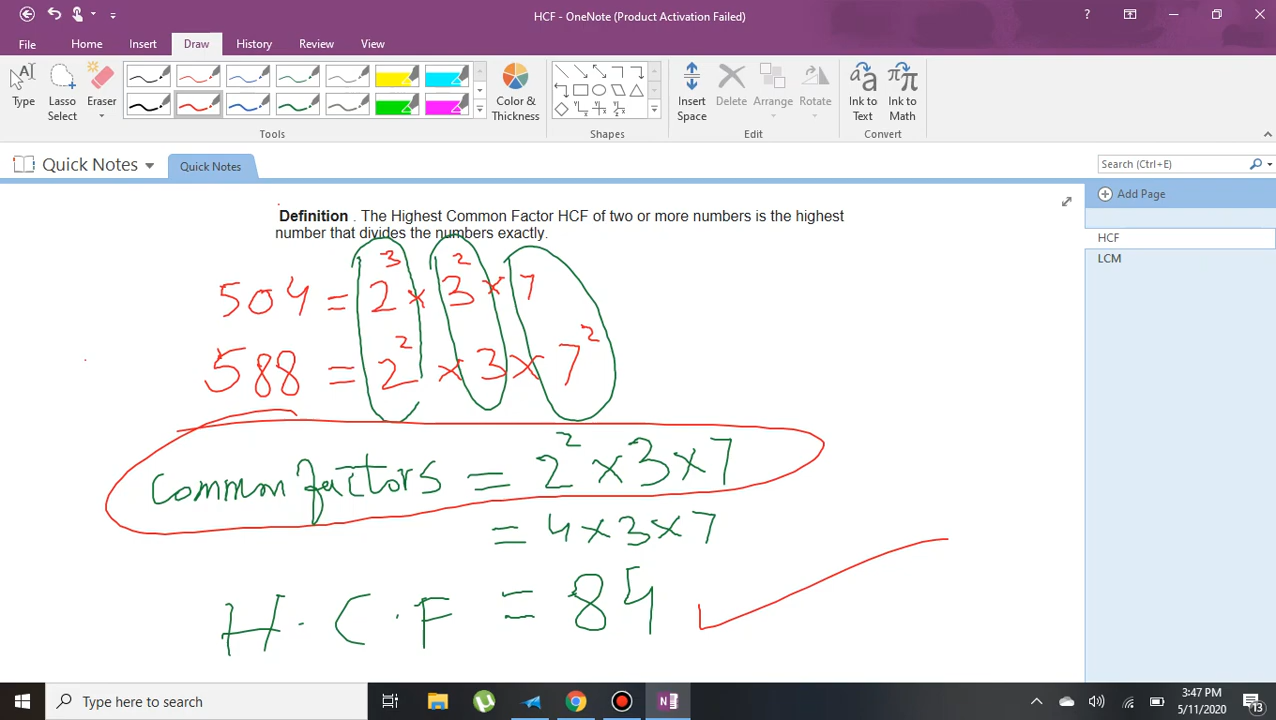 HCF - OneNote (Product Activation Failed)
File Home Insert Draw History Review View
Type
Lasso Select
Eraser
Color & Thickness
Insert Space
Delete
Arrange
Rotate
Ink to Text
Ink to Math
Tools Shapes Edit Convert
Quick Notes
Quick Notes
Search (Ctrl+E)
Add Page
HCF
LCM
Definition . The Highest Common Factor HCF of two or more numbers is the highest
number that divides the numbers exactly.
504 = 2³ × 3² × 7
588 = 2² × 3 × 7²
Common factors = 2² × 3 × 7
= 4 × 3 × 7
H.C.F = 84
Type here to search
3:47 PM
5/11/2020
13